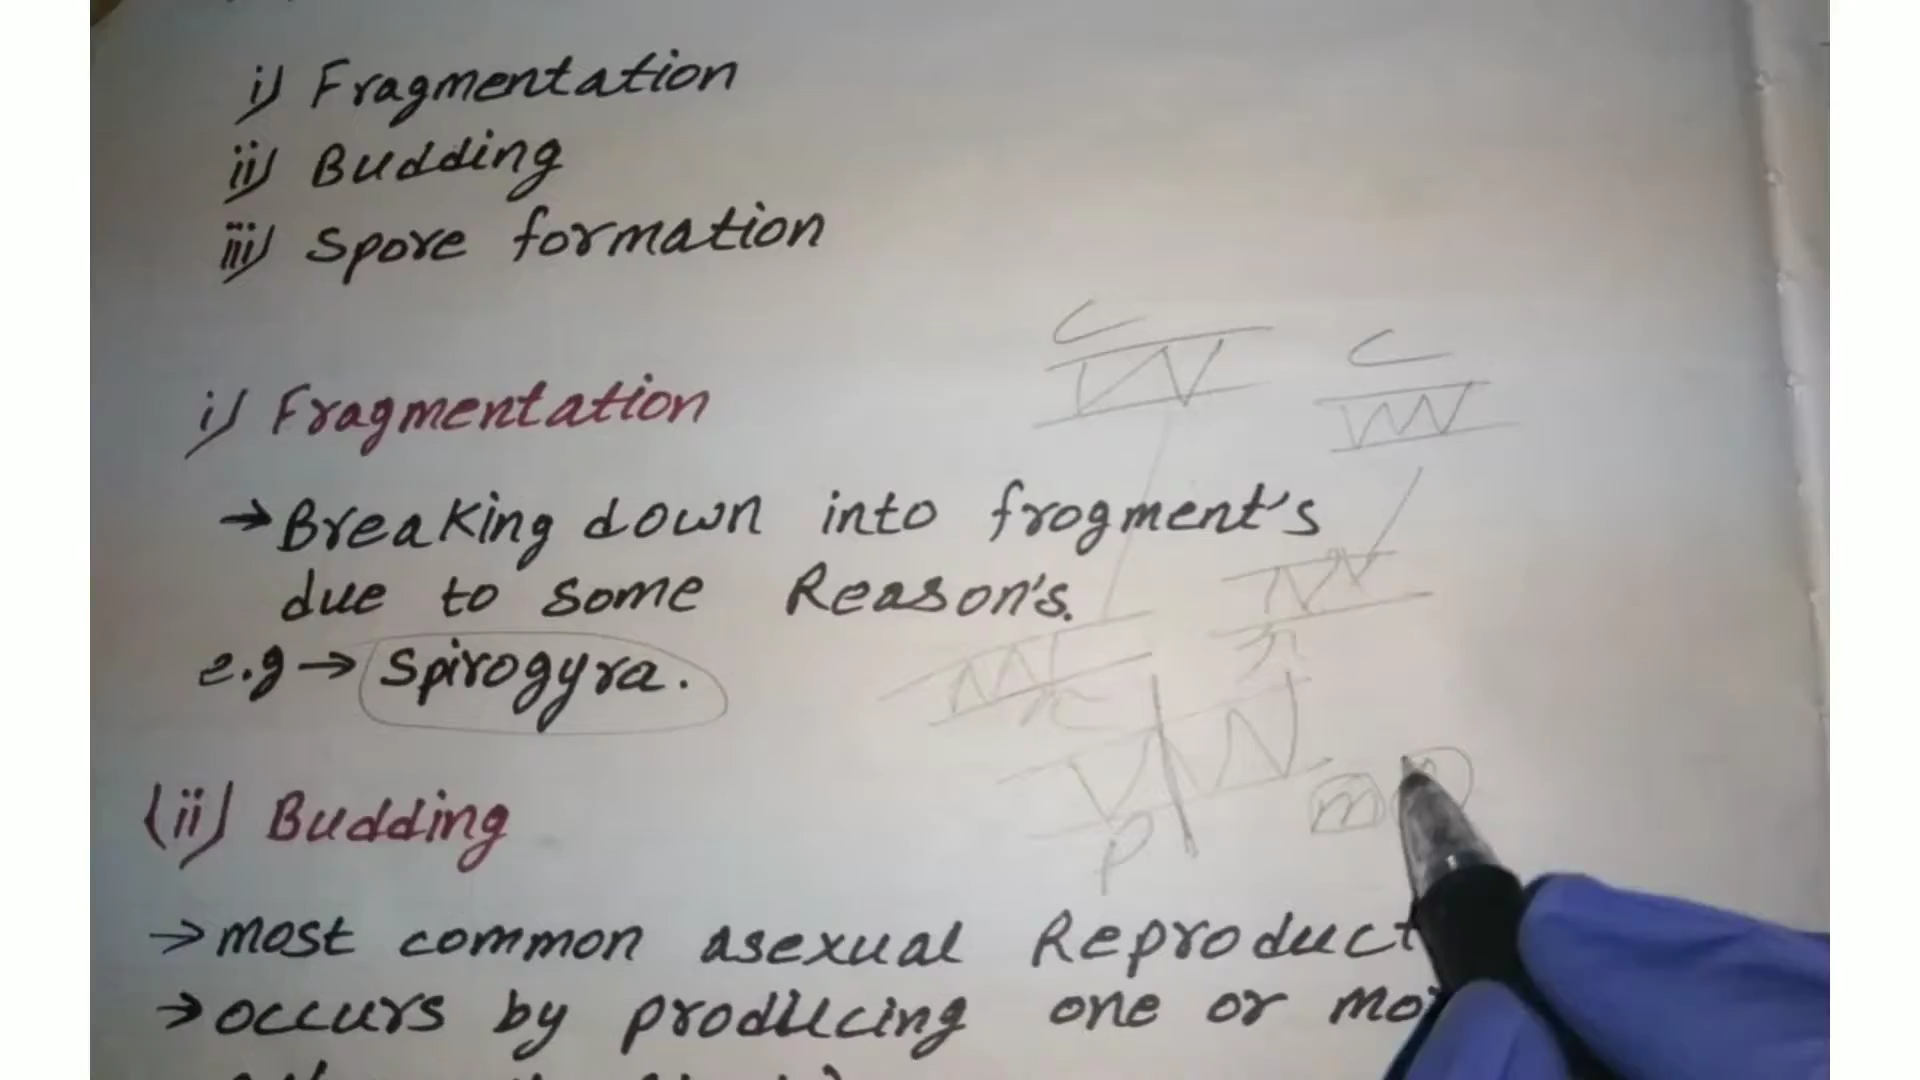 i) Fragmentation
ii) Budding
iii) Spore formation
i) Fragmentation
→ Breaking down into frogment's
due to some Reason's.
e.g → Spirogyra.
(ii) Budding
→ most common asexual Reproduct
→ occurs by producing one or mo